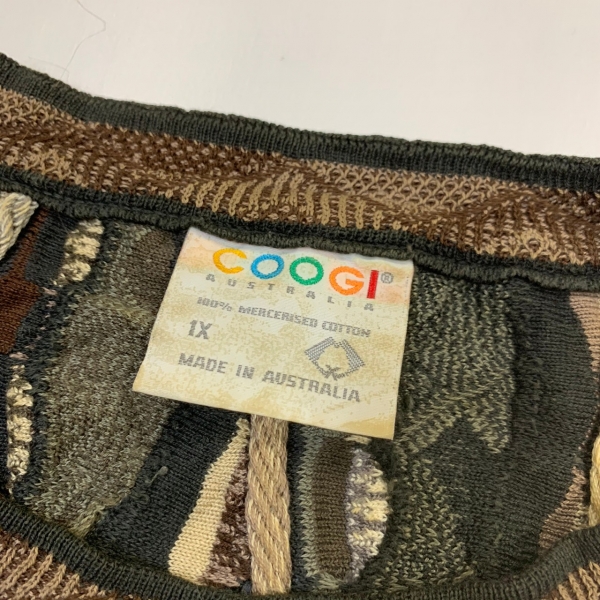 COOGI®
AUSTRALIA
100% MERCERISED COTTON
1X
MADE IN AUSTRALIA